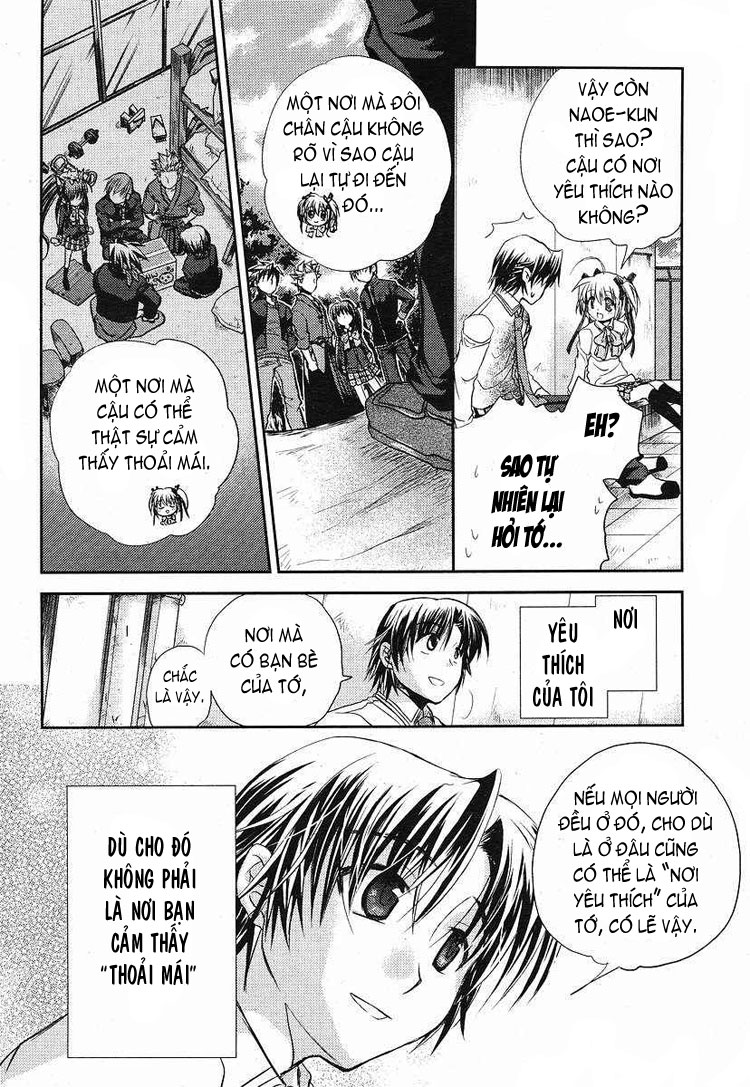 VẬY CÒN
NAOE-KUN
THÌ SAO?
CẬU CÓ NƠI
YÊU THÍCH NÀO
KHÔNG?
EH?
SAO TỰ
NHIÊN LẠI
HỎI TỚ...
MỘT NƠI MÀ ĐÔI
CHÂN CẬU KHÔNG
RÕ VÌ SAO CẬU
LẠI TỰ ĐI ĐẾN
ĐÓ...
MỘT NƠI MÀ
CẬU CÓ THỂ
THẬT SỰ CẢM
THẤY THOẢI MÁI.
NƠI
YÊU
THÍCH
CỦA TÔI
NƠI MÀ
CÓ BẠN BÈ
CỦA TỚ,
CHẮC
LÀ VẬY.
NẾU MỌI NGƯỜI
ĐỀU Ở ĐÓ, CHO DÙ
LÀ Ở ĐÂU CŨNG
CÓ THỂ LÀ "NƠI
YÊU THÍCH" CỦA
TỚ, CÓ LẼ VẬY.
DÙ CHO ĐÓ
KHÔNG PHẢI
LÀ NƠI BẠN
CẢM THẤY
"THOẢI MÁI"